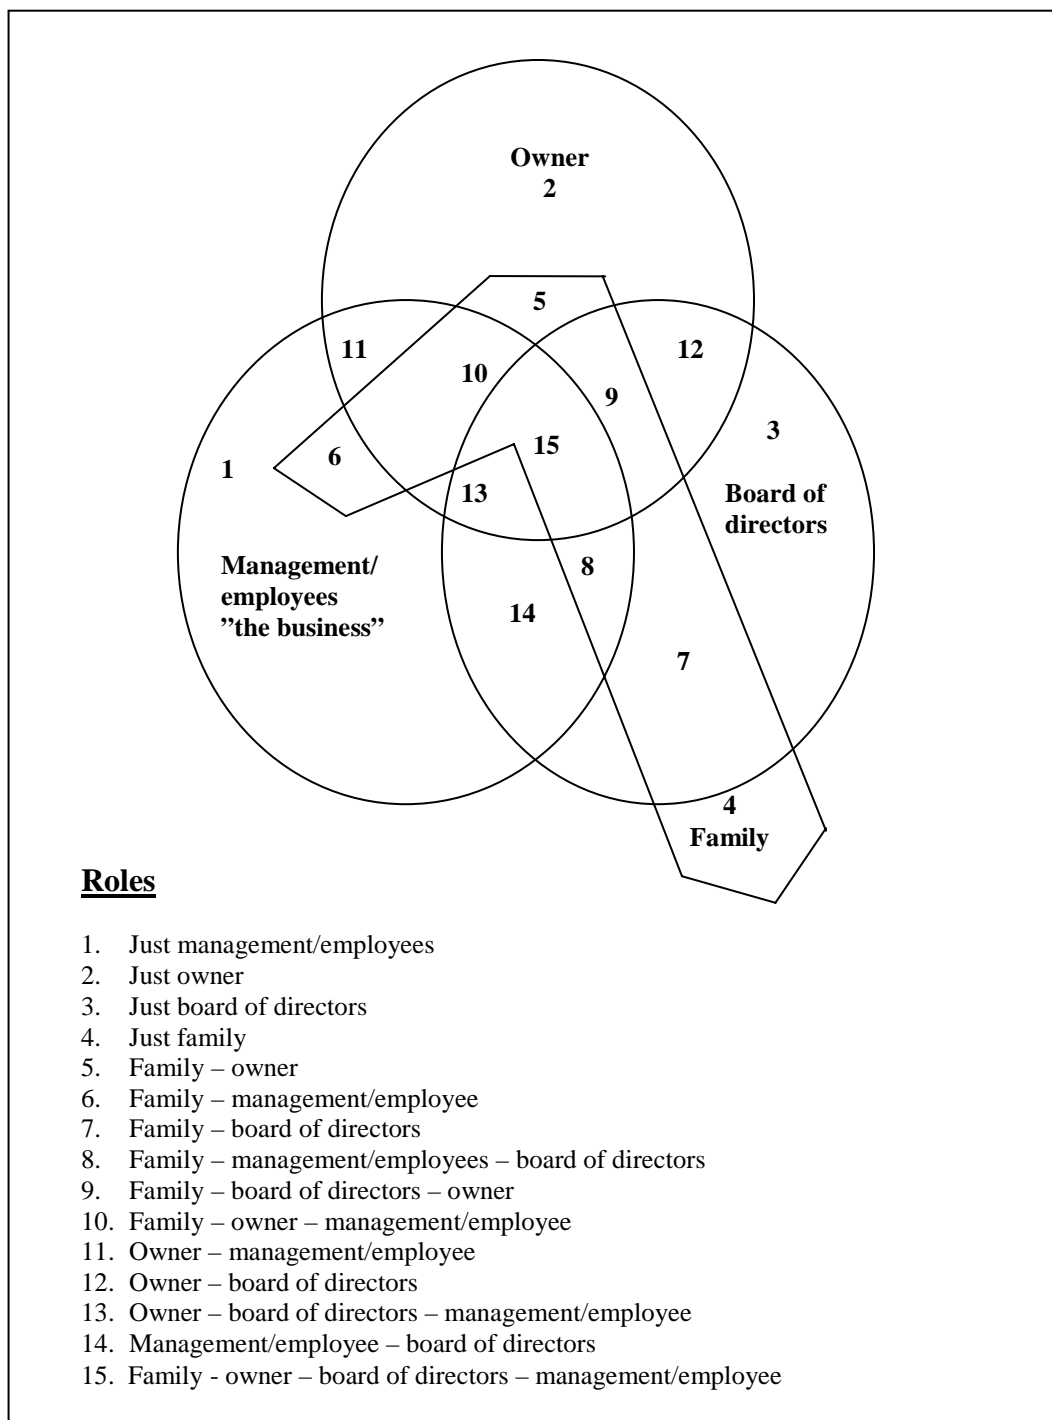 Owner
2
5
11
12
10
9
3
15
6
1
13
Board of
directors
Management/
employees
”the business”
8
14
7
4
Family
Roles
1. Just management/employees
2. Just owner
3. Just board of directors
4. Just family
5. Family – owner
6. Family – management/employee
7. Family – board of directors
8. Family – management/employees – board of directors
9. Family – board of directors – owner
10. Family – owner – management/employee
11. Owner – management/employee
12. Owner – board of directors
13. Owner – board of directors – management/employee
14. Management/employee – board of directors
15. Family - owner – board of directors – management/employee